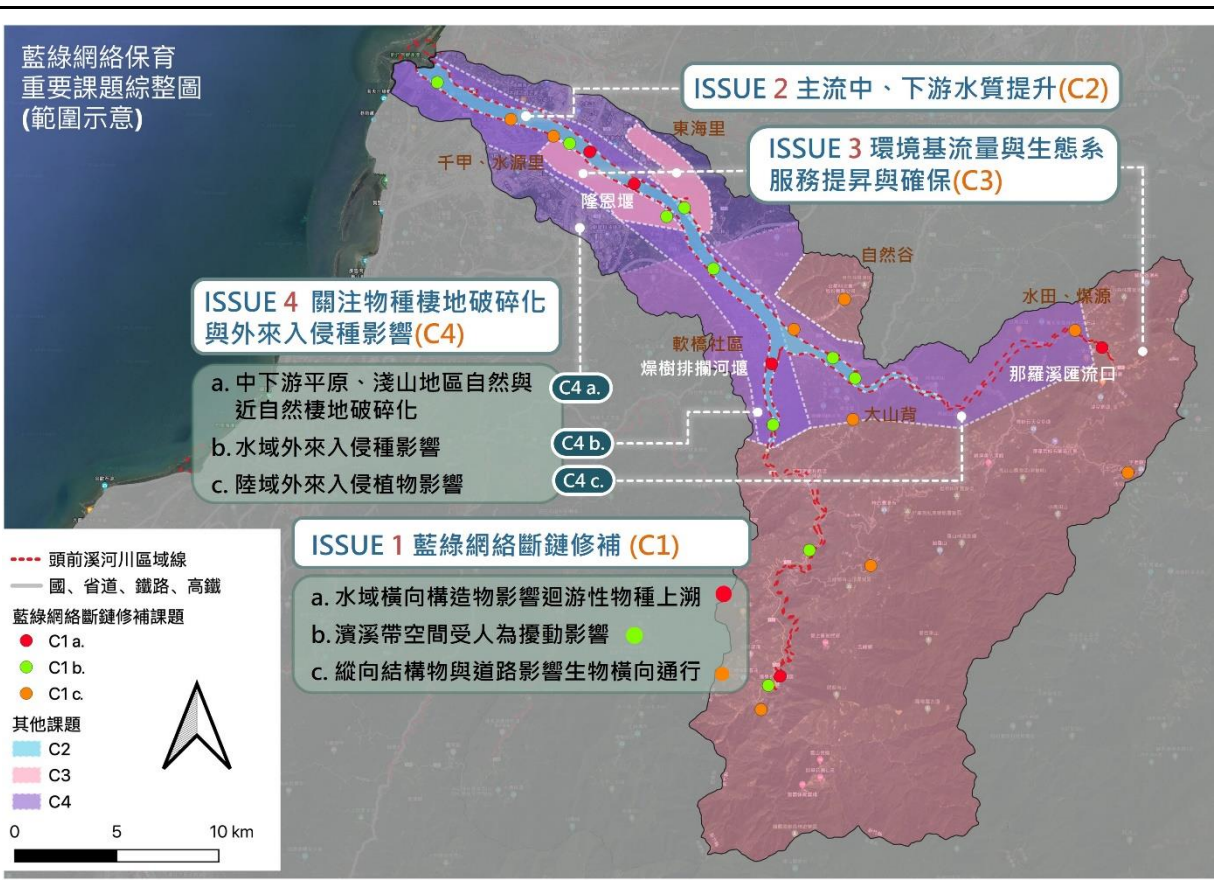 藍綠網絡保育
重要課題綜整圖
(範圍示意)
ISSUE 2 主流中、下游水質提升(C2)
東海里
ISSUE 3 環境基流量與生態系
服務提昇與確保(C3)
千甲、水源里
隆恩堰
自然谷
ISSUE 4 關注物種棲地破碎化
與外來入侵種影響(C4)
水田、煤源
軟橋社區
燥樹排攔河堰
那羅溪匯流口
a. 中下游平原、淺山地區自然與
近自然棲地破碎化
C4 a.
大山背
b. 水域外來入侵種影響
C4 b.
c. 陸域外來入侵植物影響
C4 c.
ISSUE 1 藍綠網絡斷鏈修補 (C1)
a. 水域橫向構造物影響迴游性物種上溯
b. 濱溪帶空間受人為擾動影響
c. 縱向結構物與道路影響生物橫向通行
頭前溪河川區域線
國、省道、鐵路、高鐵
藍綠網絡斷鏈修補課題
C1 a.
C1 b.
C1 c.
其他課題
C2
C3
C4
0 5 10 km